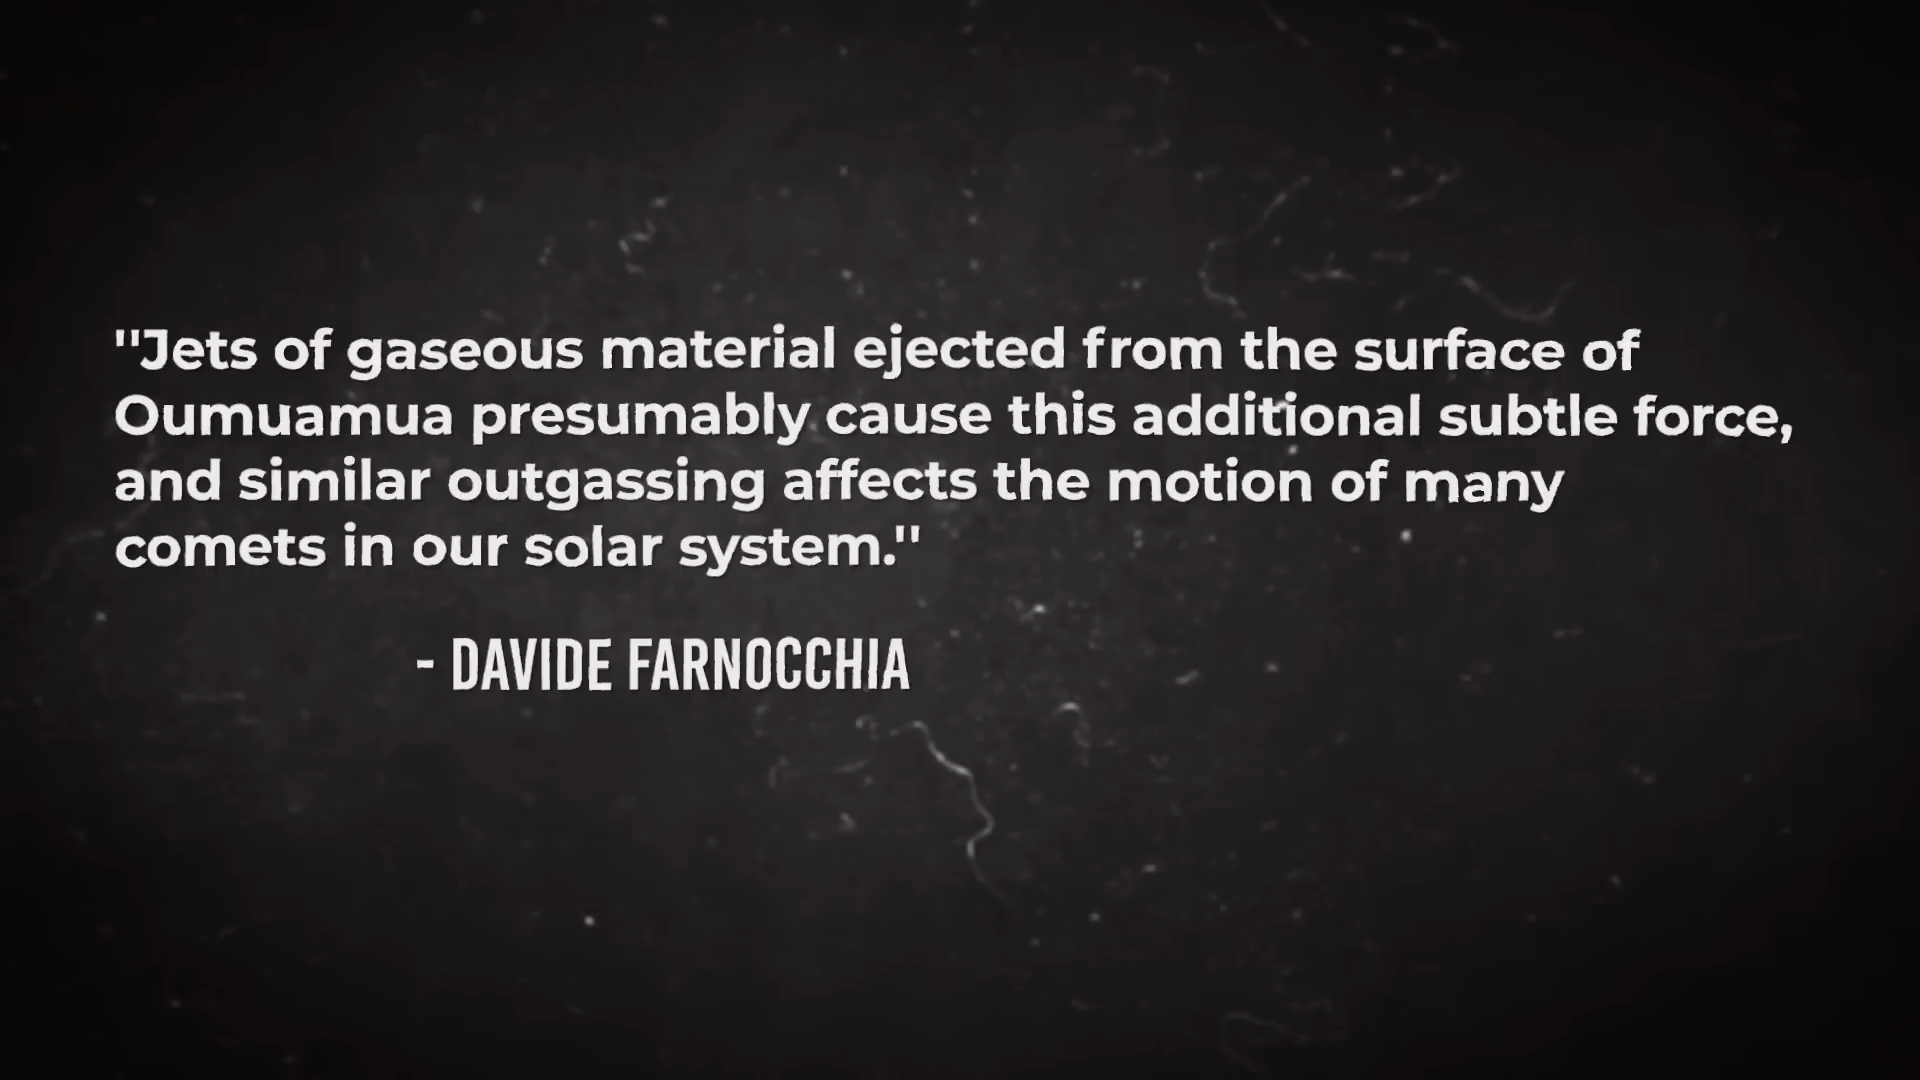 "Jets of gaseous material ejected from the surface of
Oumuamua presumably cause this additional subtle force,
and similar outgassing affects the motion of many
comets in our solar system."
- DAVIDE FARNOCCHIA